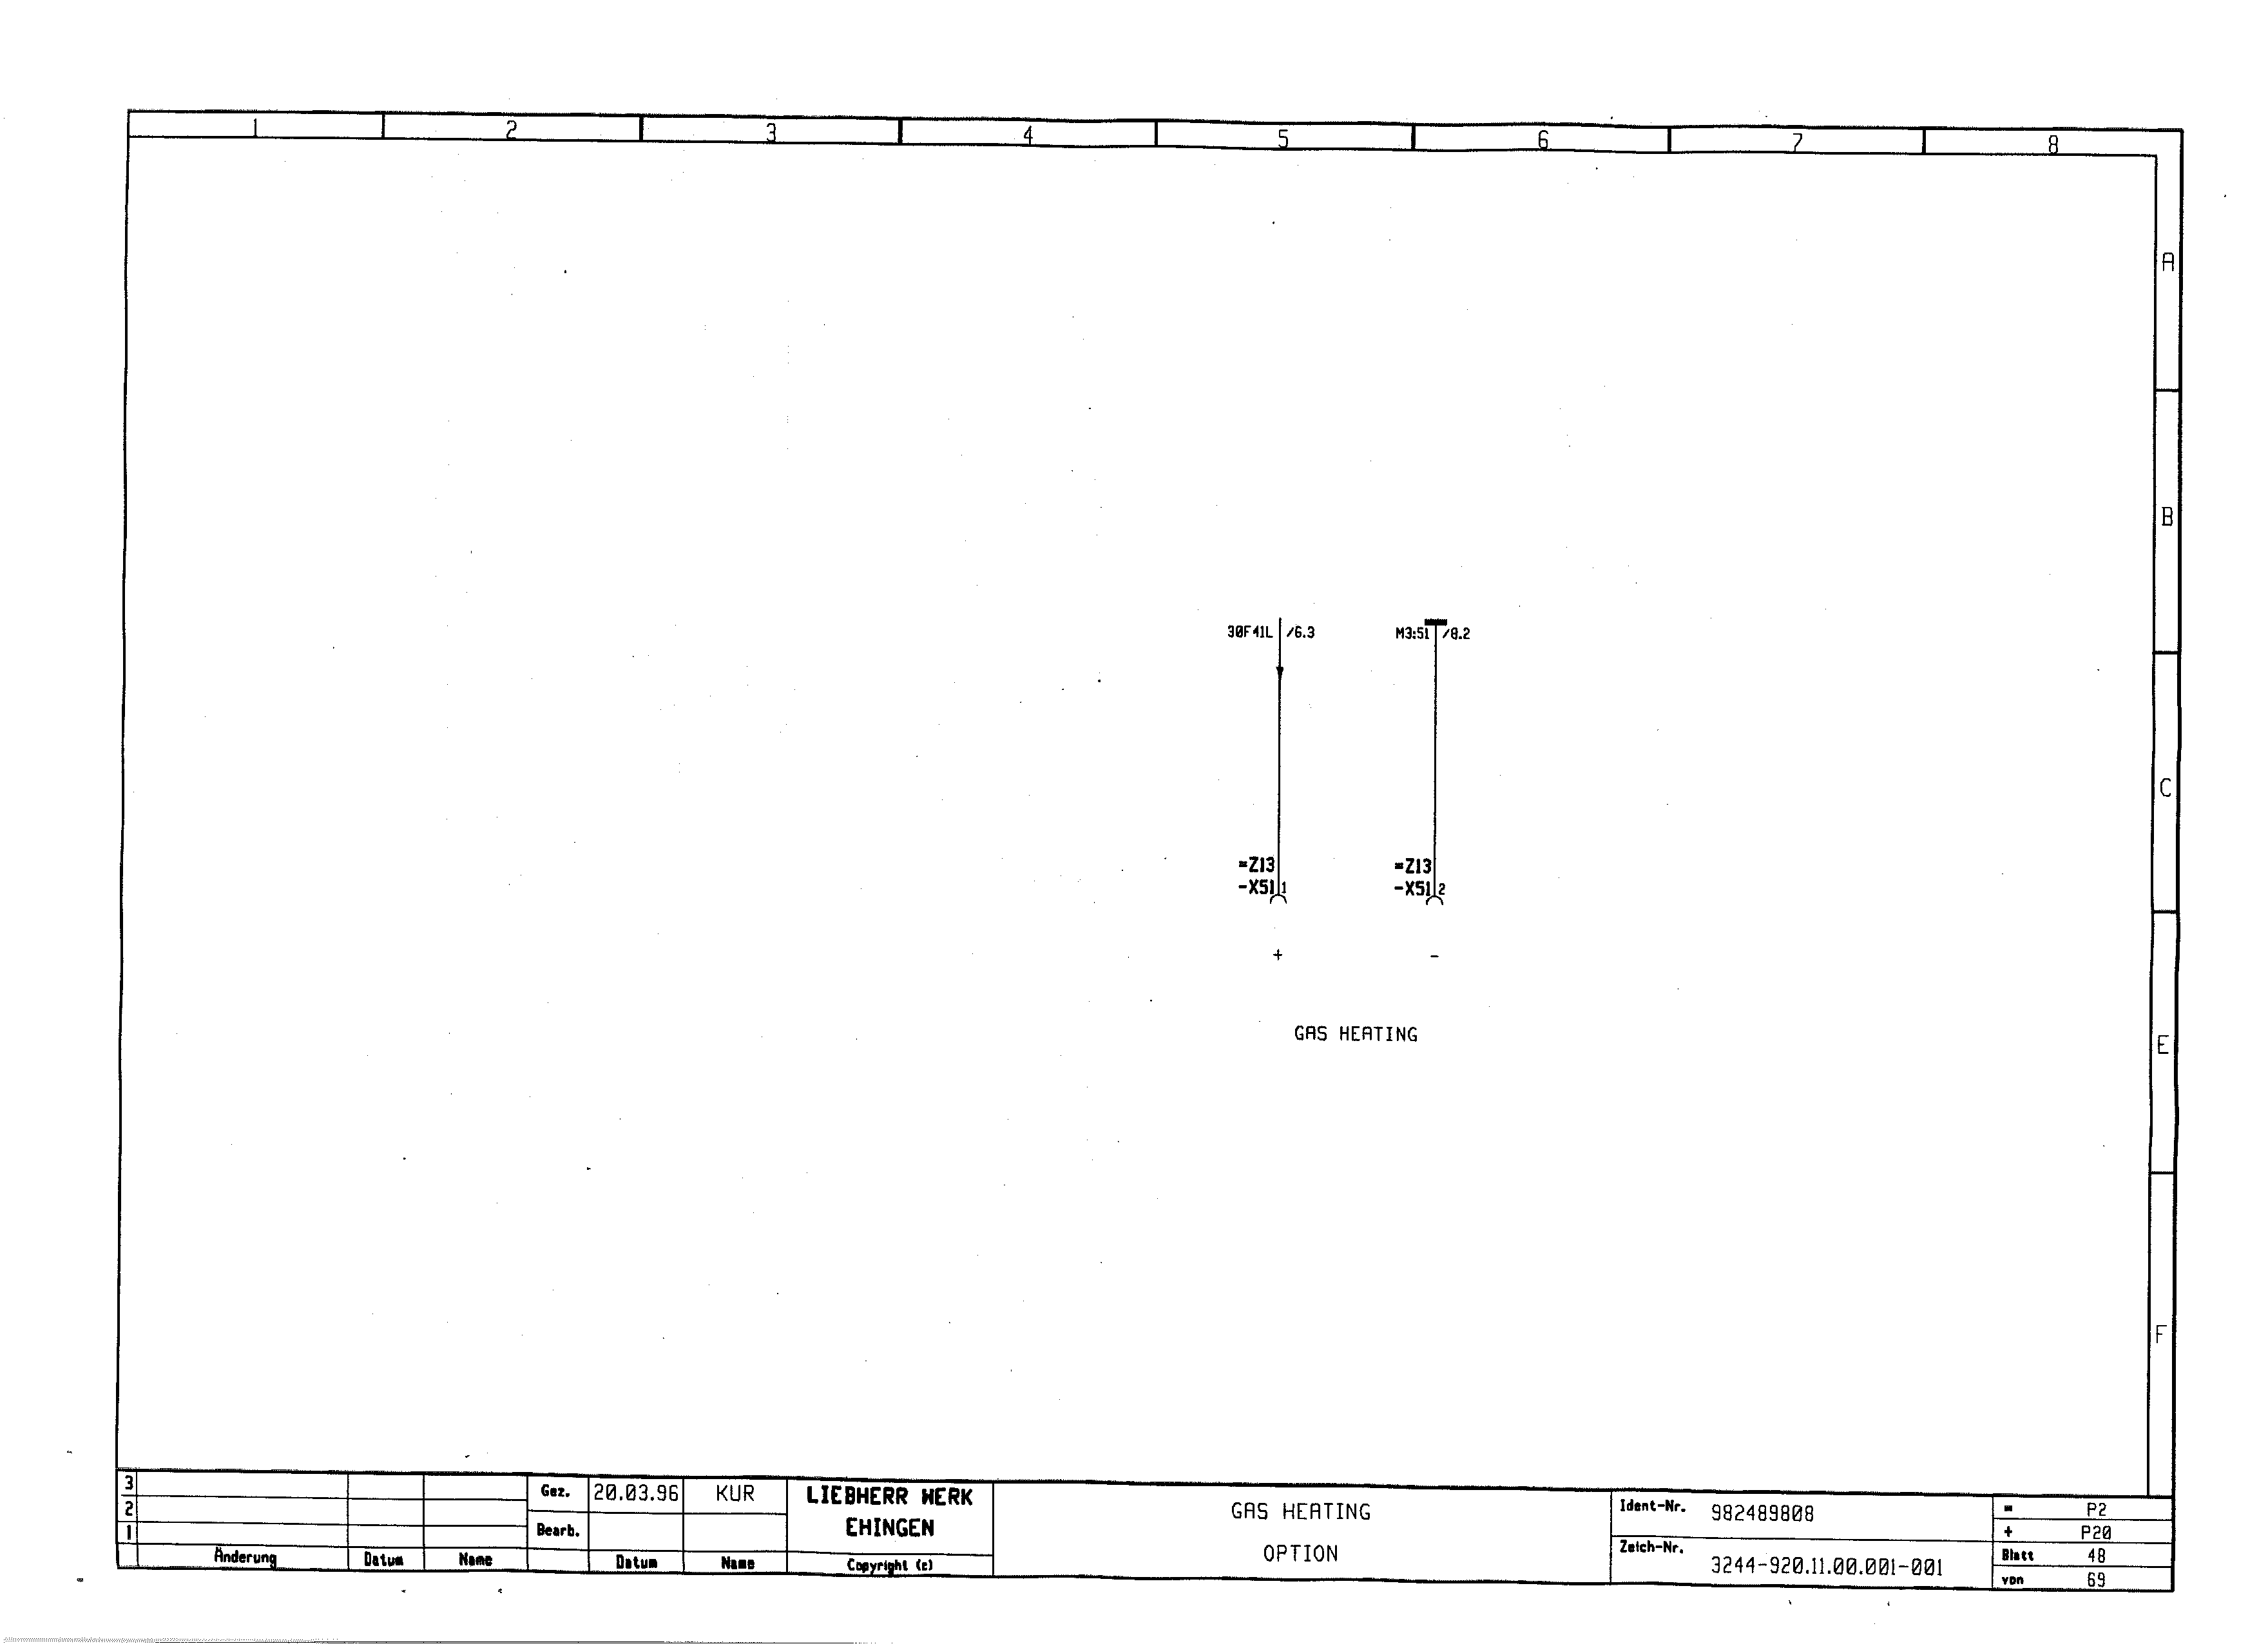 1 2 3 4 5 6 7 8
A
B
30F41L /6.3 M3:51 /8.2
C
=Z13 =Z13
-X51 1 -X51 2
+ -
GAS HEATING
E
F
3 Gez. 20.03.96 KUR LIEBHERR WERK
2
1 Bearb. EHINGEN
Änderung Datum Name Datum Name Copyright (c)
GAS HEATING
OPTION
Ident-Nr. 982489808
Zeich-Nr. 3244-920.11.00.001-001
= P2
+ P20
Blatt 48
von 69